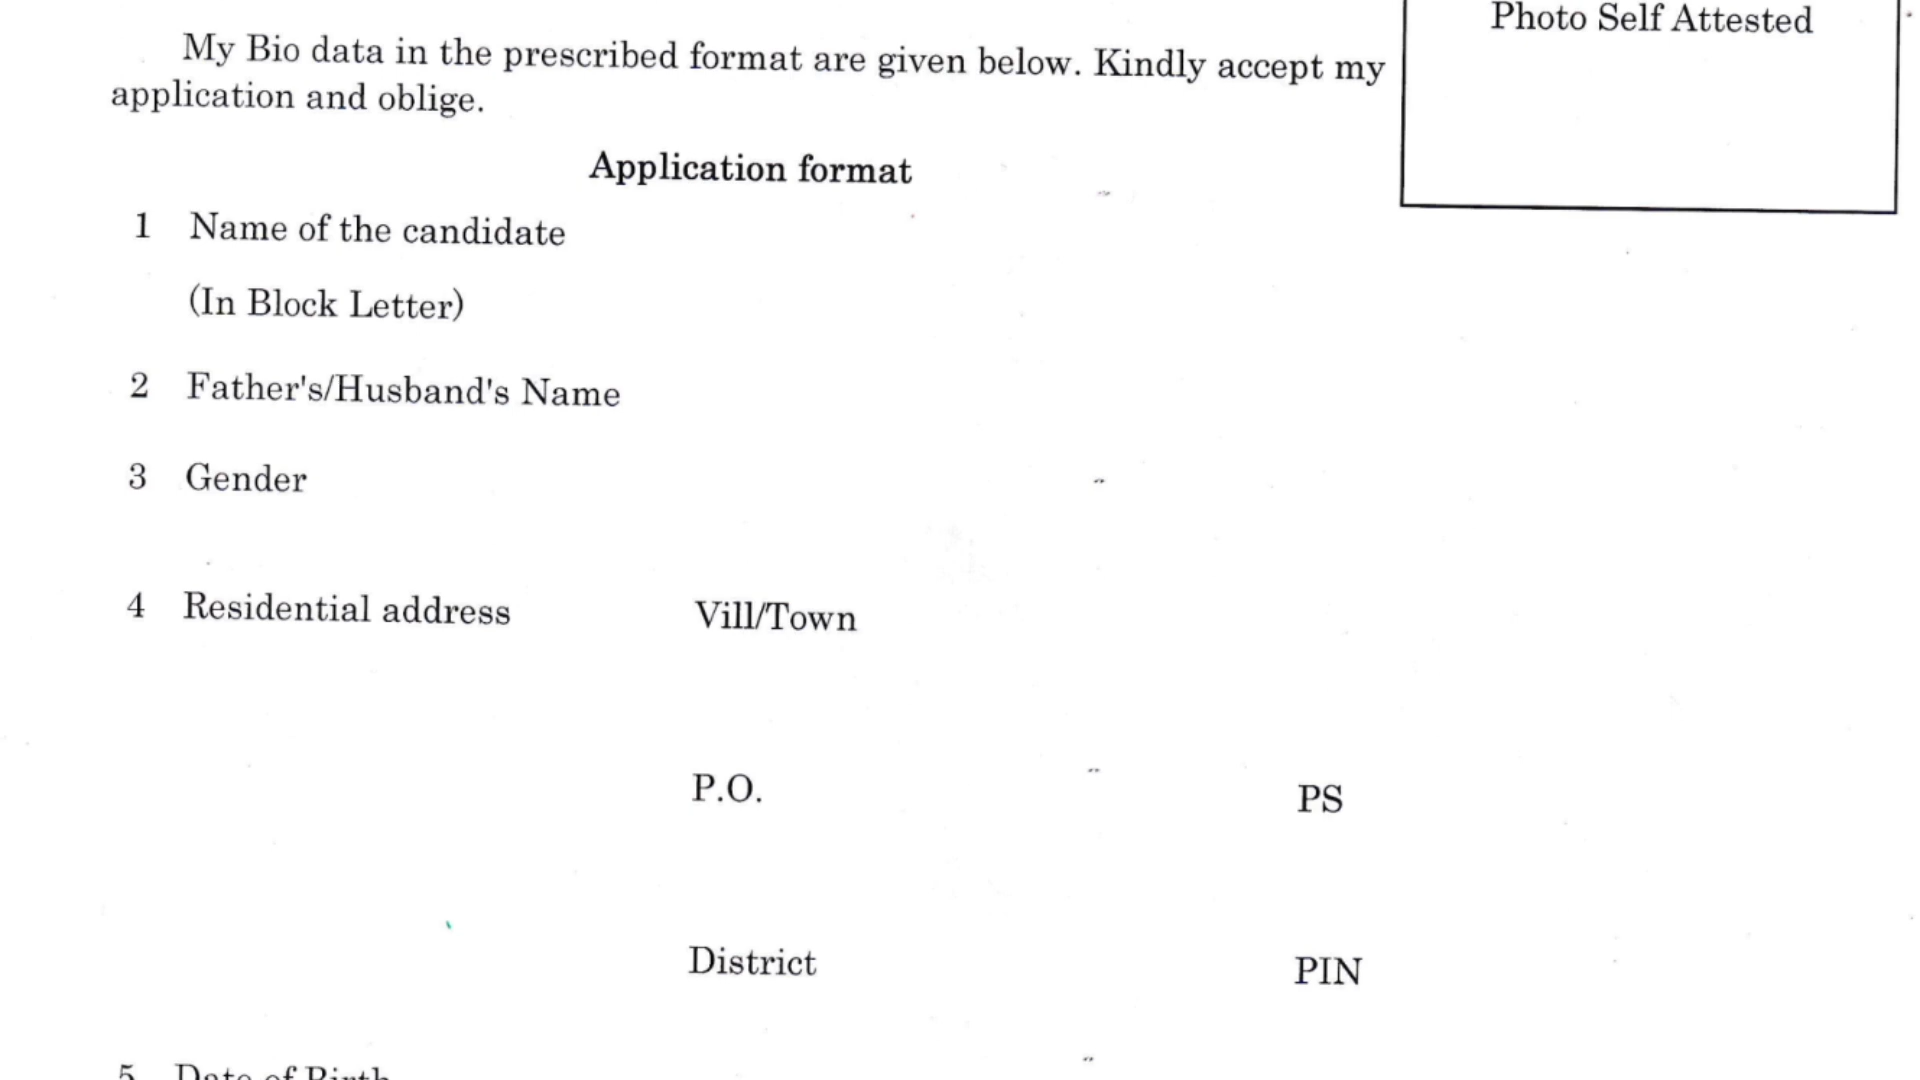 Photo Self Attested
My Bio data in the prescribed format are given below. Kindly accept my
application and oblige.
Application format
1 Name of the candidate
(In Block Letter)
2 Father's/Husband's Name
3 Gender
4 Residential address Vill/Town
P.O. PS
District PIN
5 Date of Birth